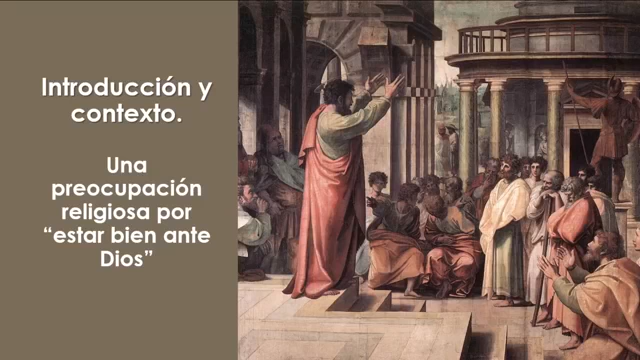 Introducción y
contexto.
Una
preocupación
religiosa por
“estar bien ante
Dios”